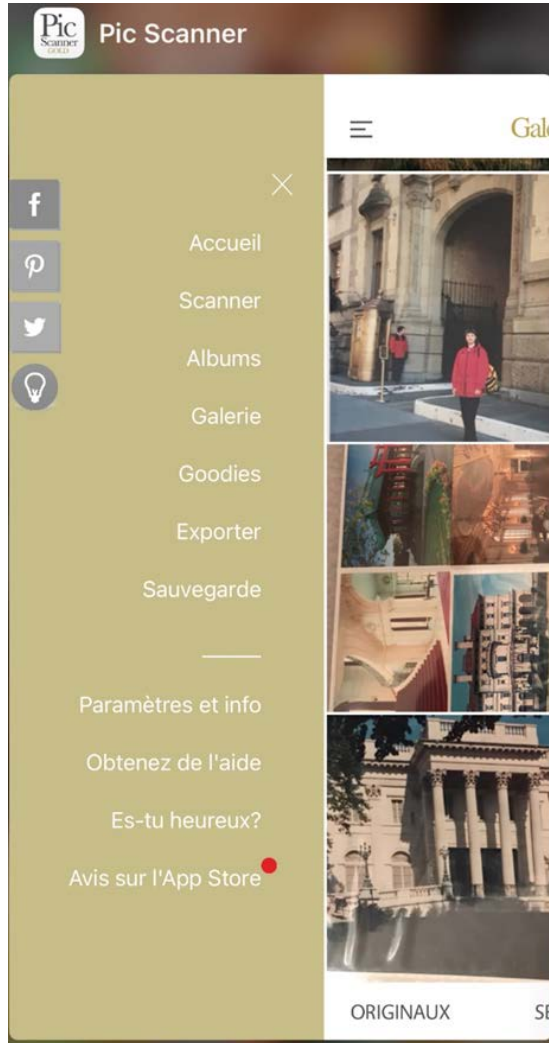 Pic
Scanner
GOLD
Pic Scanner
Accueil
Scanner
Albums
Galerie
Goodies
Exporter
Sauvegarde
Paramètres et info
Obtenez de l'aide
Es-tu heureux?
Avis sur l'App Store
Gale
ORIGINAUX
SE